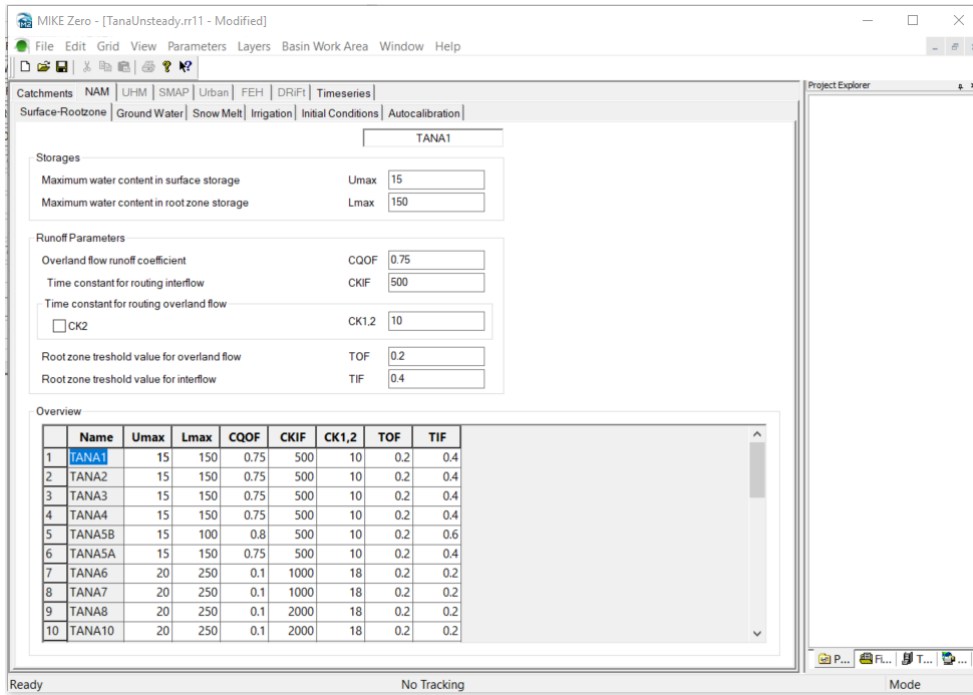 MIKE Zero - [TanaUnsteady.rr11 - Modified]
File Edit Grid View Parameters Layers Basin Work Area Window Help
Project Explorer
Catchments NAM UHM SMAP Urban FEH DRiFt Timeseries
Surface-Rootzone Ground Water Snow Melt Irrigation Initial Conditions Autocalibration
TANA1
Storages
Maximum water content in surface storage Umax 15
Maximum water content in root zone storage Lmax 150
Runoff Parameters
Overland flow runoff coefficient CQOF 0.75
Time constant for routing interflow CKIF 500
Time constant for routing overland flow
CK2 CK1,2 10
Root zone treshold value for overland flow TOF 0.2
Root zone treshold value for interflow TIF 0.4
Overview
Name Umax Lmax CQOF CKIF CK1,2 TOF TIF
1 TANA1 15 150 0.75 500 10 0.2 0.4
2 TANA2 15 150 0.75 500 10 0.2 0.4
3 TANA3 15 150 0.75 500 10 0.2 0.4
4 TANA4 15 150 0.75 500 10 0.2 0.4
5 TANA5B 15 100 0.8 500 10 0.2 0.6
6 TANA5A 15 150 0.75 500 10 0.2 0.4
7 TANA6 20 250 0.1 1000 18 0.2 0.2
8 TANA7 20 250 0.1 1000 18 0.2 0.2
9 TANA8 20 250 0.1 2000 18 0.2 0.2
10 TANA10 20 250 0.1 2000 18 0.2 0.2
P... Fi... T... ...
Ready No Tracking Mode